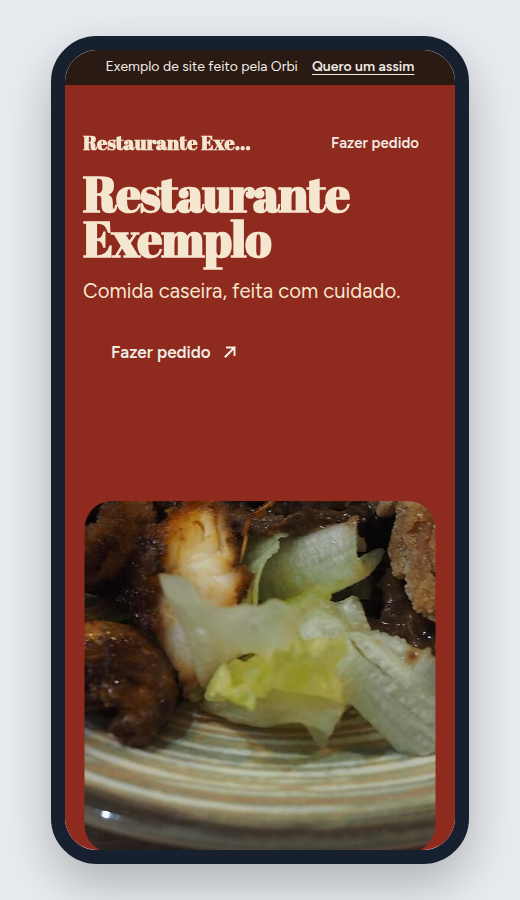 Exemplo de site feito pela Orbi Quero um assim
Restaurante Exe... Fazer pedido
Restaurante
Exemplo
Comida caseira, feita com cuidado.
Fazer pedido